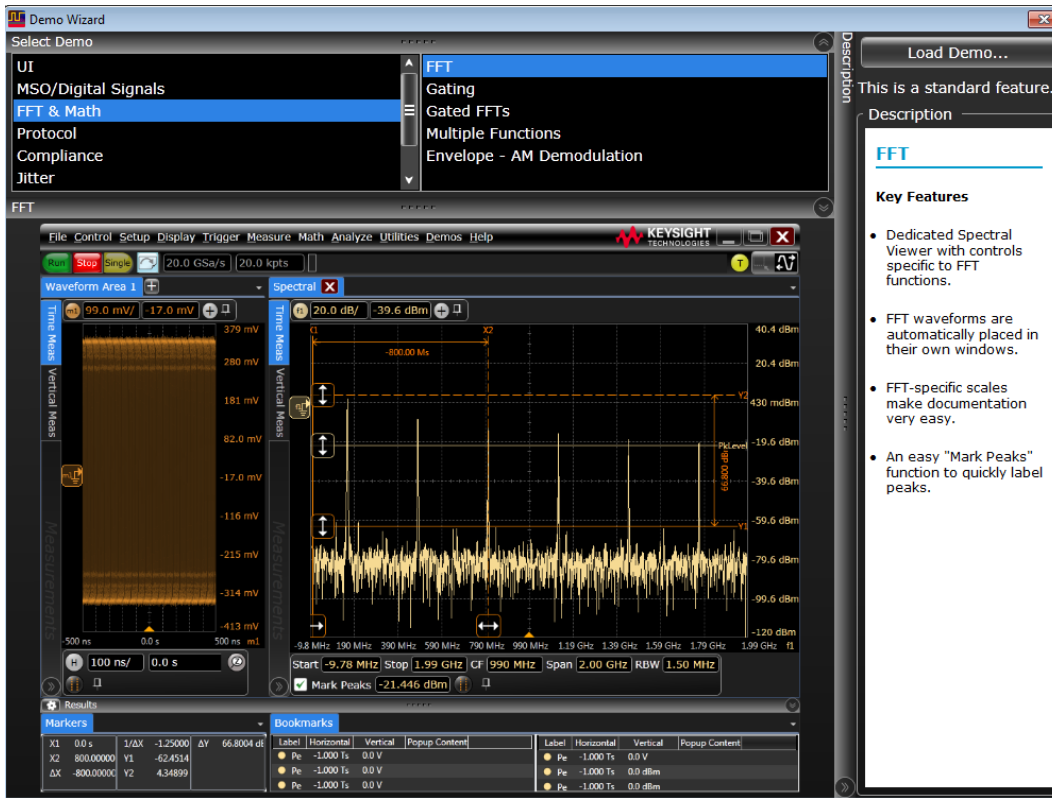 Demo Wizard
Select Demo
UI
MSO/Digital Signals
FFT & Math
Protocol
Compliance
Jitter
FFT
Gating
Gated FFTs
Multiple Functions
Envelope - AM Demodulation
Description
Load Demo...
This is a standard feature.
Description
FFT
Key Features
• Dedicated Spectral
Viewer with controls
specific to FFT
functions.
• FFT waveforms are
automatically placed in
their own windows.
• FFT-specific scales
make documentation
very easy.
• An easy "Mark Peaks"
function to quickly label
peaks.
FFT
File Control Setup Display Trigger Measure Math Analyze Utilities Demos Help
KEYSIGHT
TECHNOLOGIES
Run Stop Single 20.0 GSa/s 20.0 kpts
T
Waveform Area 1
Time Meas
Vertical Meas
Measurements
m1 99.0 mV/ -17.0 mV
379 mV
280 mV
181 mV
82.0 mV
-17.0 mV
-116 mV
-215 mV
-314 mV
-413 mV
m1
-500 ns 0.0 s 500 ns m1
H 100 ns/ 0.0 s
Spectral
Time Meas
Vertical Meas
Measurements
f1 20.0 dB/ -39.6 dBm
X1 X2
-800.00 Ms
Y2
PkLevel
66.800 dBm
Y1
40.4 dBm
20.4 dBm
430 mdBm
-19.6 dBm
-39.6 dBm
-59.6 dBm
-79.6 dBm
-99.6 dBm
-120 dBm
-9.8 MHz 190 MHz 390 MHz 590 MHz 790 MHz 990 MHz 1.19 GHz 1.39 GHz 1.59 GHz 1.79 GHz 1.99 GHz f1
Start -9.78 MHz Stop 1.99 GHz CF 990 MHz Span 2.00 GHz RBW 1.50 MHz
Mark Peaks -21.446 dBm
Results
Markers
X1 0.0 s 1/ΔX -1.25000 ΔY 66.8004 dB
X2 800.00000 Y1 -62.4514
ΔX -800.0000 Y2 4.34899
Bookmarks
Label Horizontal Vertical Popup Content
Pe -1.000 Ts 0.0 V
Pe -1.000 Ts 0.0 V
Pe -1.000 Ts 0.0 V
Label Horizontal Vertical Popup Content
Pe -1.000 Ts 0.0 V
Pe -1.000 Ts 0.0 dBm
Pe -1.000 Ts 0.0 dBm